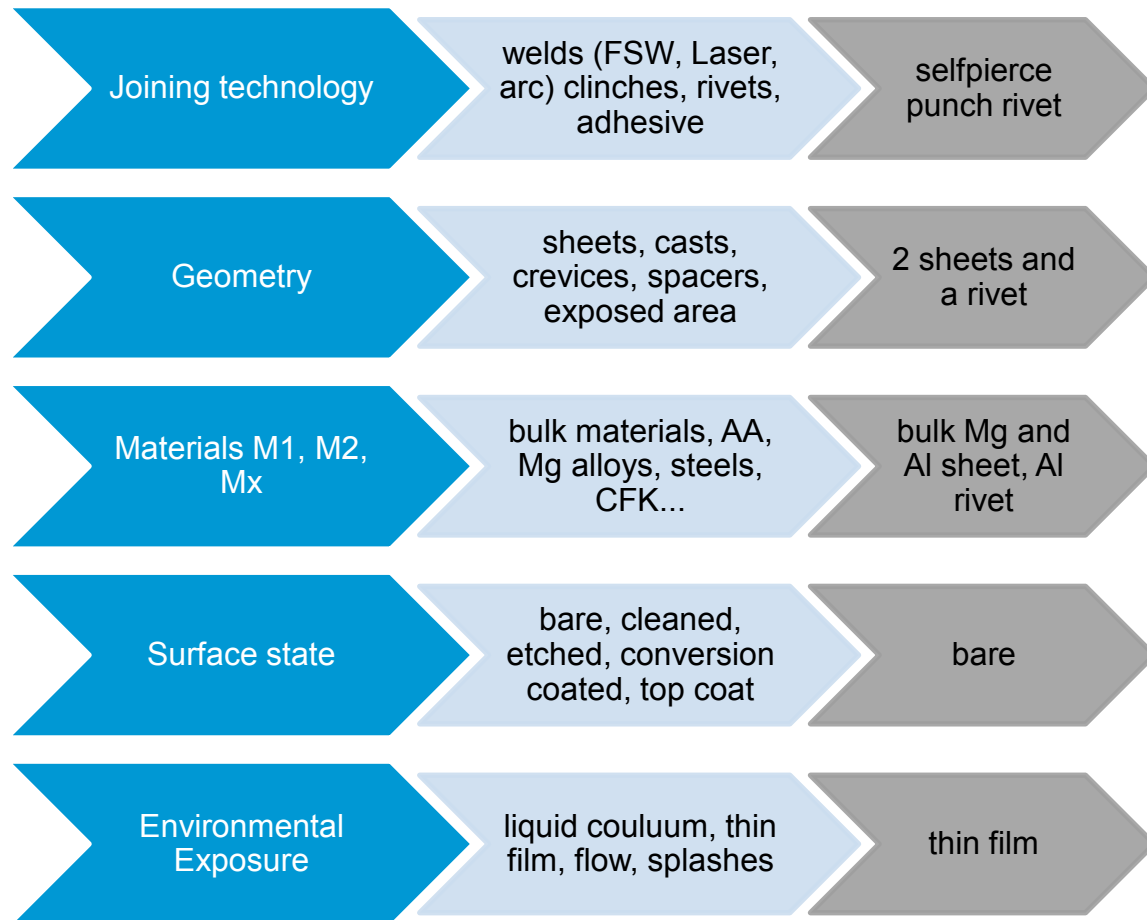 Joining technology
welds (FSW, Laser,
arc) clinches, rivets,
adhesive
selfpierce
punch rivet
Geometry
sheets, casts,
crevices, spacers,
exposed area
2 sheets and
a rivet
Materials M1, M2,
Mx
bulk materials, AA,
Mg alloys, steels,
CFK...
bulk Mg and
Al sheet, Al
rivet
Surface state
bare, cleaned,
etched, conversion
coated, top coat
bare
Environmental
Exposure
liquid couluum, thin
film, flow, splashes
thin film